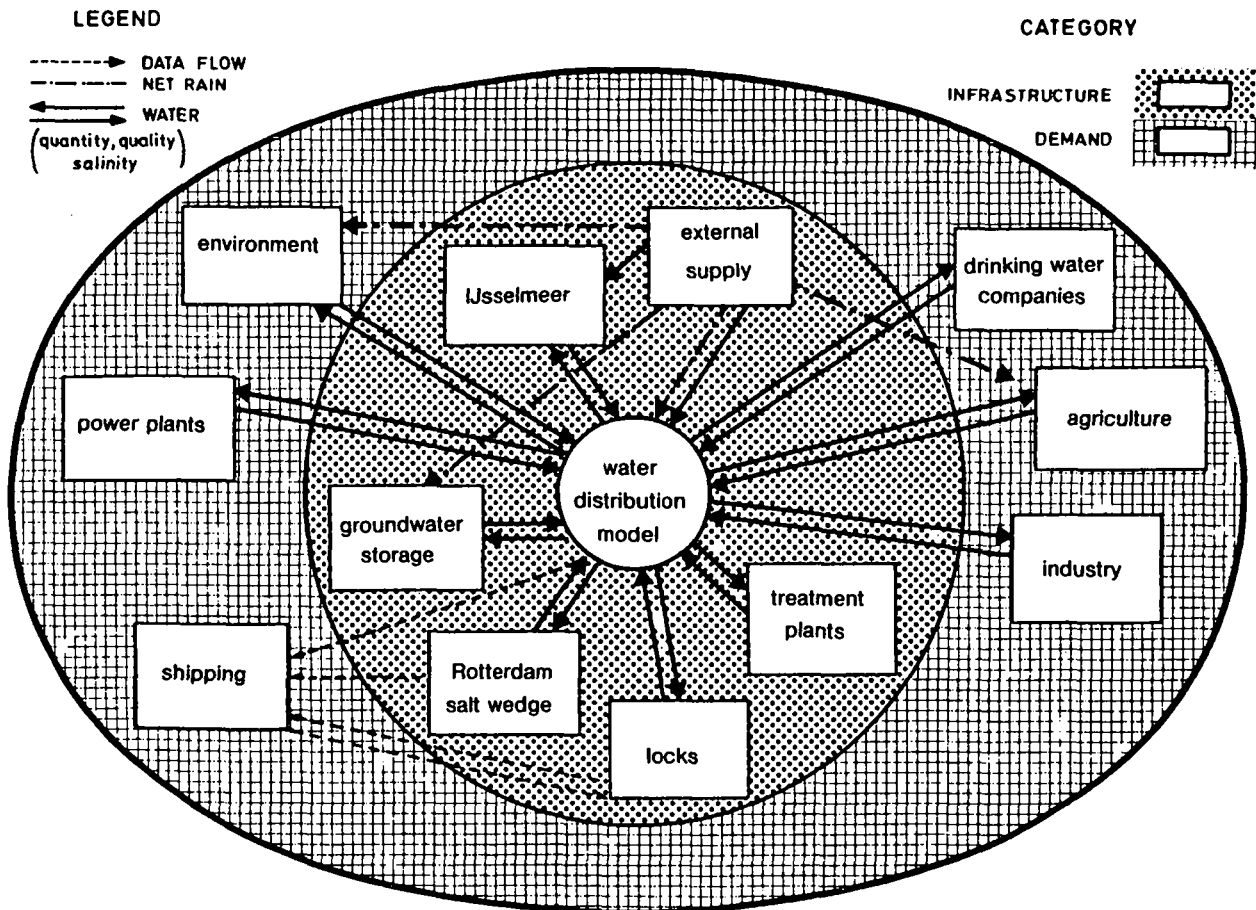 LEGEND
DATA FLOW
NET RAIN
WATER
(quantity, quality)
salinity
CATEGORY
INFRASTRUCTURE
DEMAND
environment
external
supply
IJsselmeer
drinking water
companies
power plants
agriculture
water
distribution
model
groundwater
storage
industry
treatment
plants
shipping
Rotterdam
salt wedge
locks